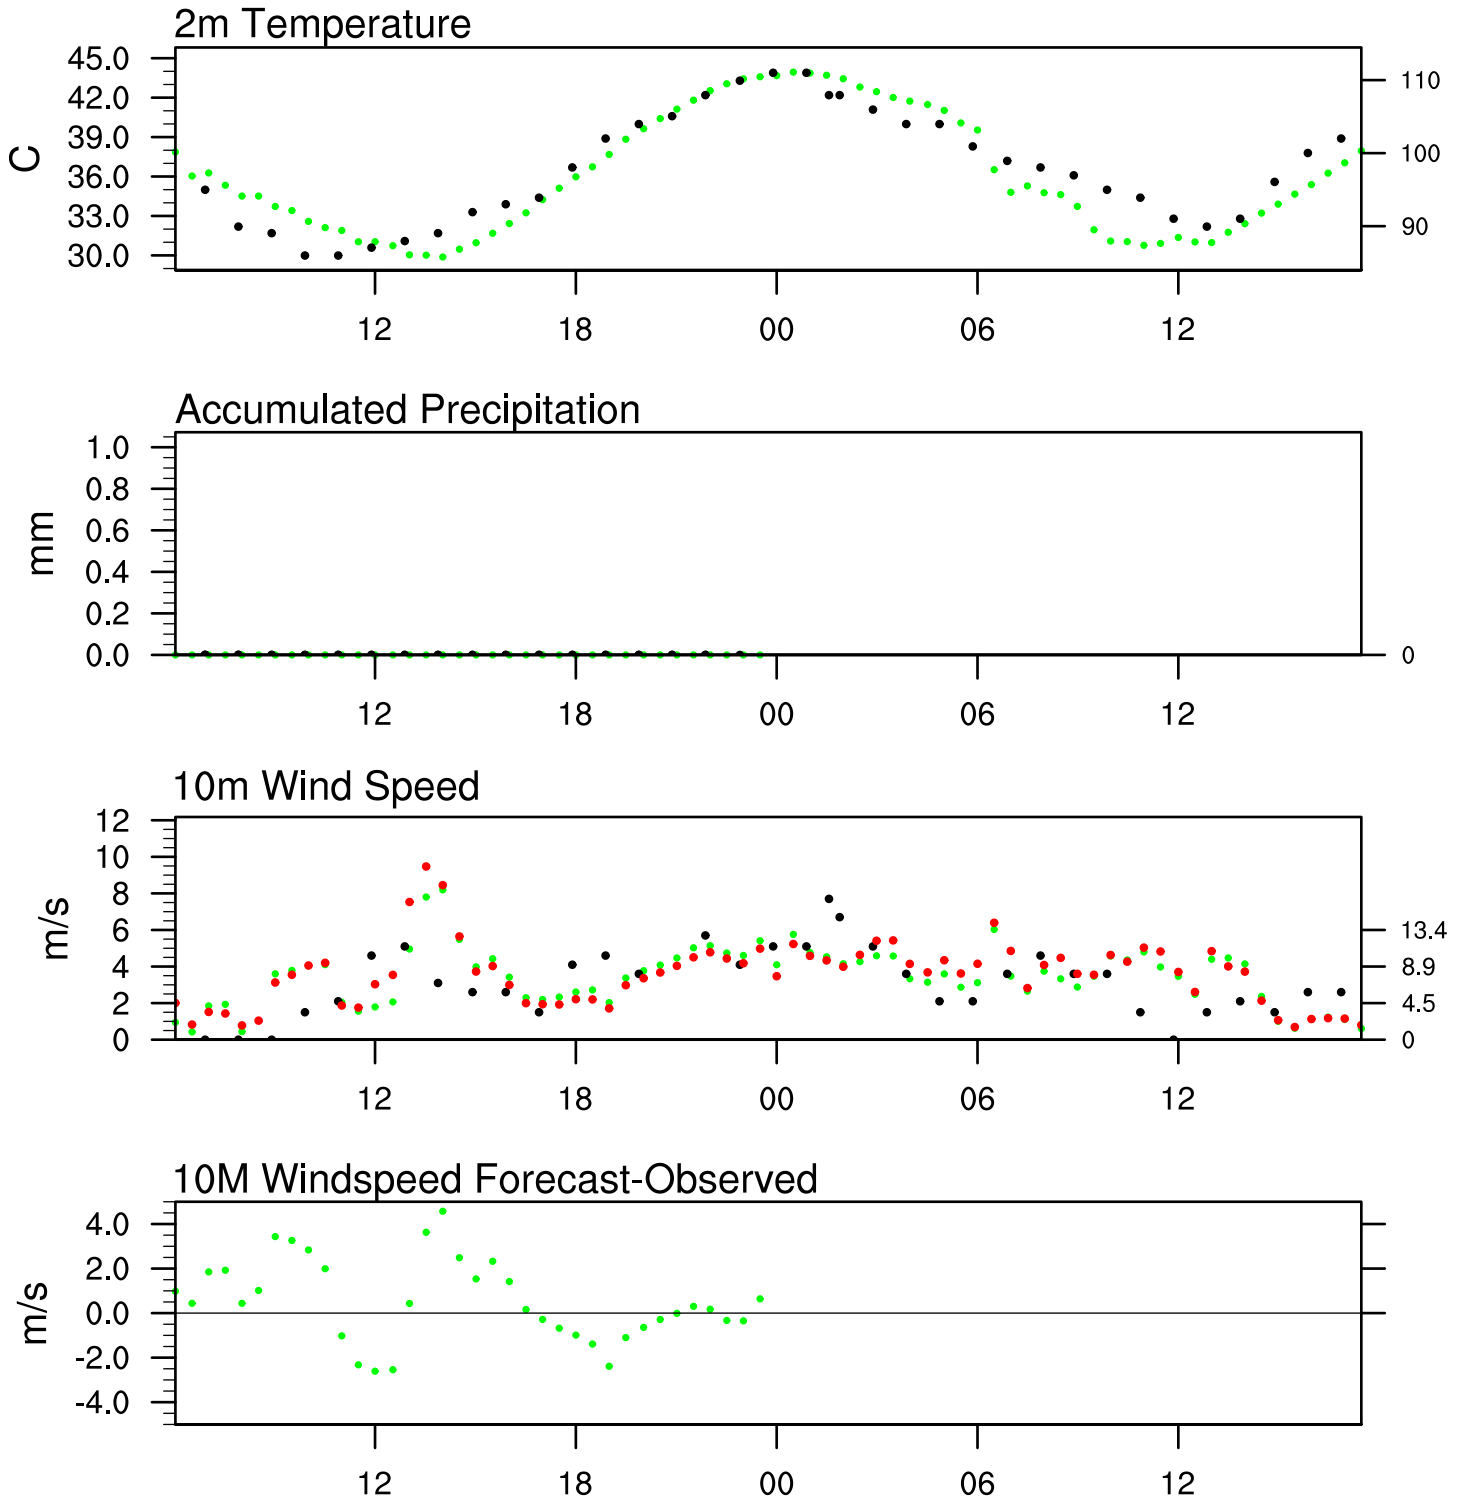 2m Temperature
45.0
42.0
39.0
36.0
33.0
30.0
C
110
100
90
12 18 00 06 12
Accumulated Precipitation
1.0
0.8
0.6
0.4
0.2
0.0
mm
0
12 18 00 06 12
10m Wind Speed
12
10
8
6
4
2
0
m/s
13.4
8.9
4.5
0
12 18 00 06 12
10M Windspeed Forecast-Observed
4.0
2.0
0.0
-2.0
-4.0
m/s
12 18 00 06 12